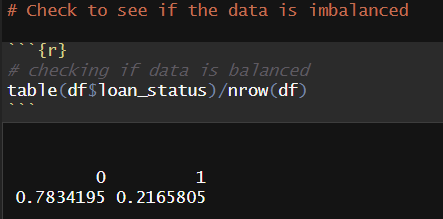 # Check to see if the data is imbalanced
```{r}
# checking if data is balanced
table(df$loan_status)/nrow(df)
```
0 1
0.7834195 0.2165805